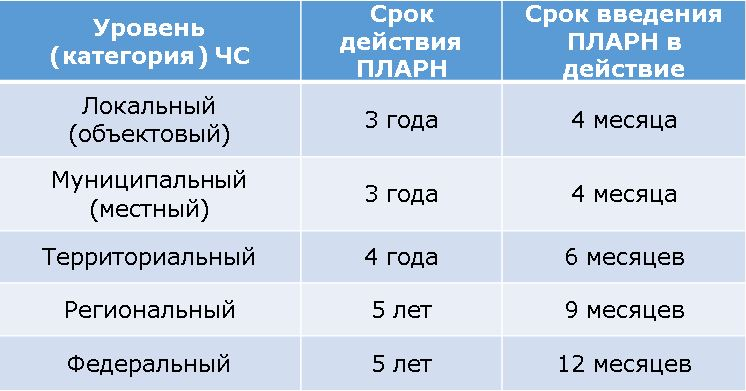 Уровень
(категория) ЧС
Срок
действия
ПЛАРН
Срок введения
ПЛАРН в
действие
Локальный
(объектовый)
3 года
4 месяца
Муниципальный
(местный)
3 года
4 месяца
Территориальный
4 года
6 месяцев
Региональный
5 лет
9 месяцев
Федеральный
5 лет
12 месяцев